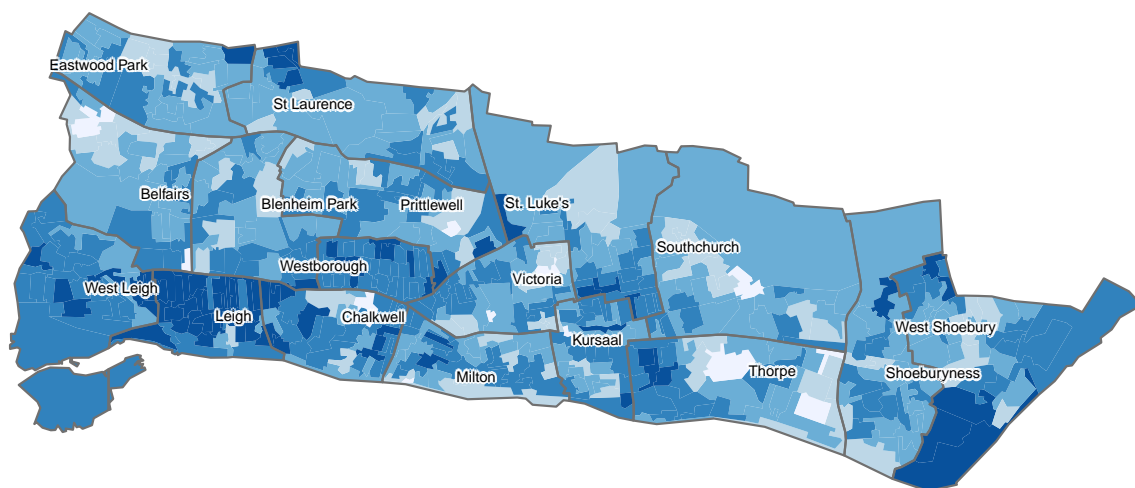 Eastwood Park
St Laurence
Belfairs
Blenheim Park
Prittlewell
St. Luke's
Southchurch
Westborough
Victoria
West Leigh
Leigh
Chalkwell
West Shoebury
Kursaal
Milton
Thorpe
Shoeburyness